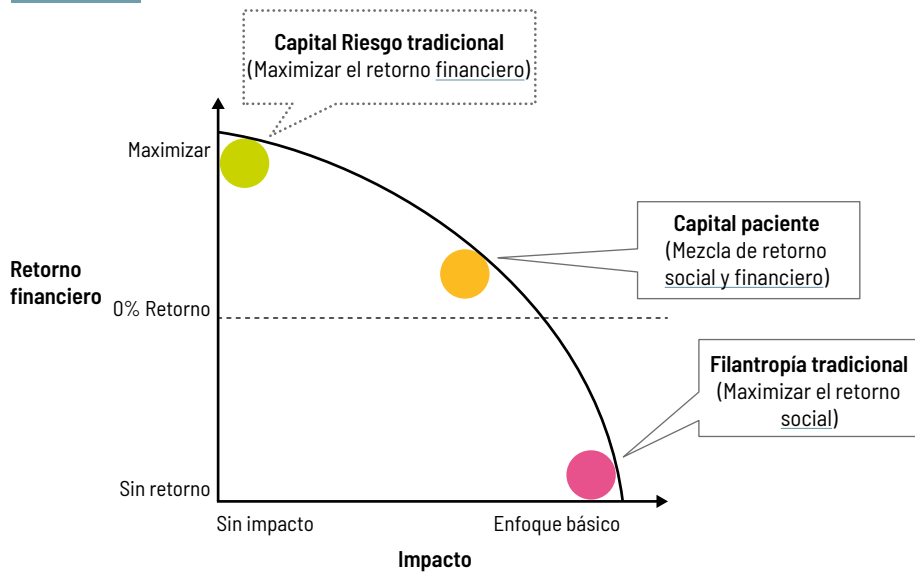 Capital Riesgo tradicional
(Maximizar el retorno financiero)
Maximizar
Capital paciente
(Mezcla de retorno
social y financiero)
Retorno
financiero
0% Retorno
Filantropía tradicional
(Maximizar el retorno
social)
Sin retorno
Sin impacto
Enfoque básico
Impacto